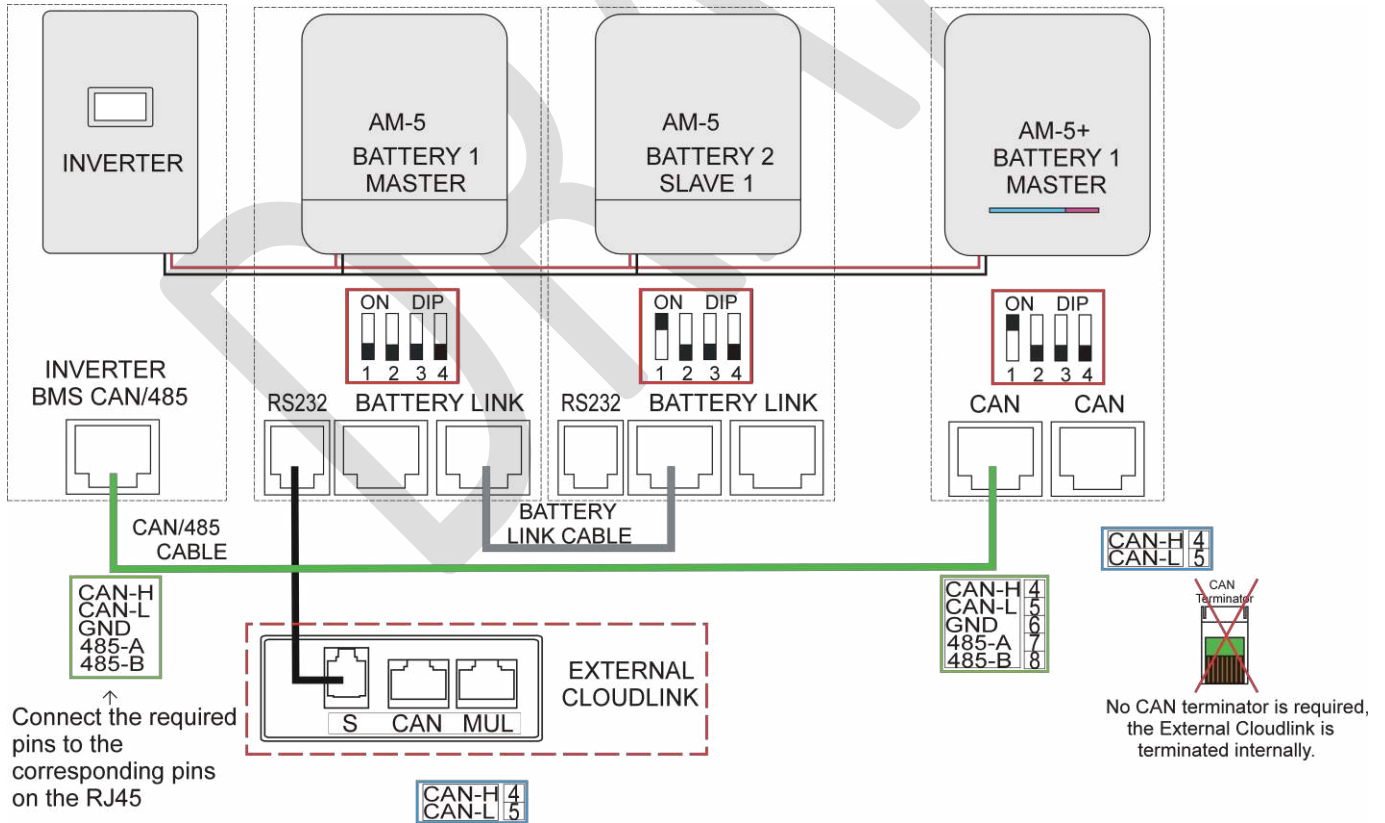 DRAFT
INVERTER
AM-5
BATTERY 1
MASTER
AM-5
BATTERY 2
SLAVE 1
AM-5+
BATTERY 1
MASTER
ON DIP
1 2 3 4
ON DIP
1 2 3 4
ON DIP
1 2 3 4
INVERTER
BMS CAN/485
RS232 BATTERY LINK
RS232 BATTERY LINK
CAN CAN
CAN/485
CABLE
BATTERY
LINK CABLE
CAN-H
CAN-L
GND
485-A
485-B
Connect the required
pins to the
corresponding pins
on the RJ45
S CAN MUL
EXTERNAL
CLOUDLINK
CAN-H 4
CAN-L 5
CAN-H 4
CAN-L 5
GND 6
485-A 7
485-B 8
CAN-H 4
CAN-L 5
CAN
Terminator
No CAN terminator is required,
the External Cloudlink is
terminated internally.